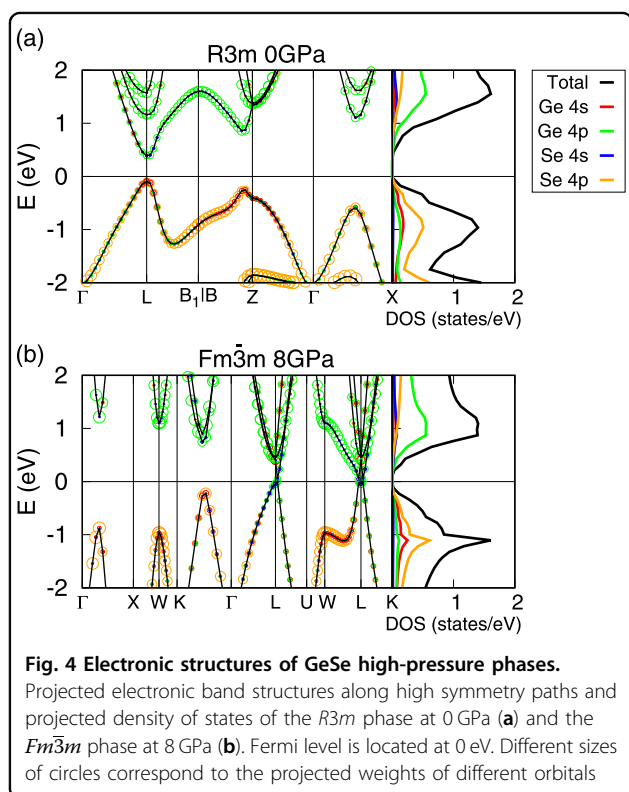 (a)
R3m 0GPa
2
1
0
-1
-2
E (eV)
Γ L B₁|B Z Γ X
1 2
DOS (states/eV)
Total
Ge 4s
Ge 4p
Se 4s
Se 4p
(b)
Fm3̄m 8GPa
2
1
0
-1
-2
E (eV)
Γ X W K Γ L U W L K
1 2
DOS (states/eV)
Fig. 4 Electronic structures of GeSe high-pressure phases.
Projected electronic band structures along high symmetry paths and
projected density of states of the R3m phase at 0 GPa (a) and the
Fm3̄m phase at 8 GPa (b). Fermi level is located at 0 eV. Different sizes
of circles correspond to the projected weights of different orbitals